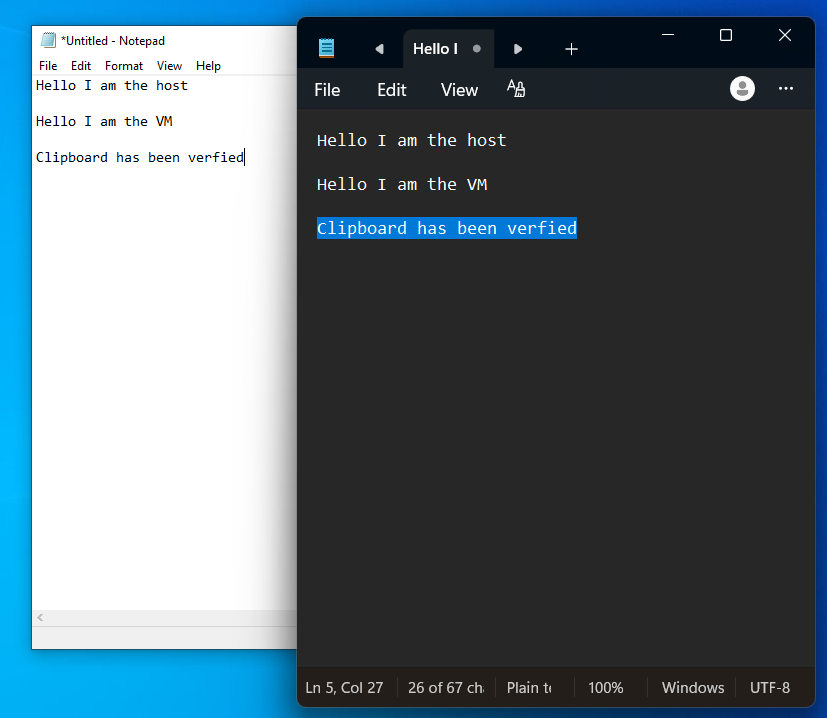 *Untitled - Notepad
File Edit Format View Help
Hello I am the host
Hello I am the VM
Clipboard has been verfied
Hello I
File Edit View
Hello I am the host
Hello I am the VM
Clipboard has been verfied
Ln 5, Col 27 26 of 67 ch Plain te 100% Windows UTF-8